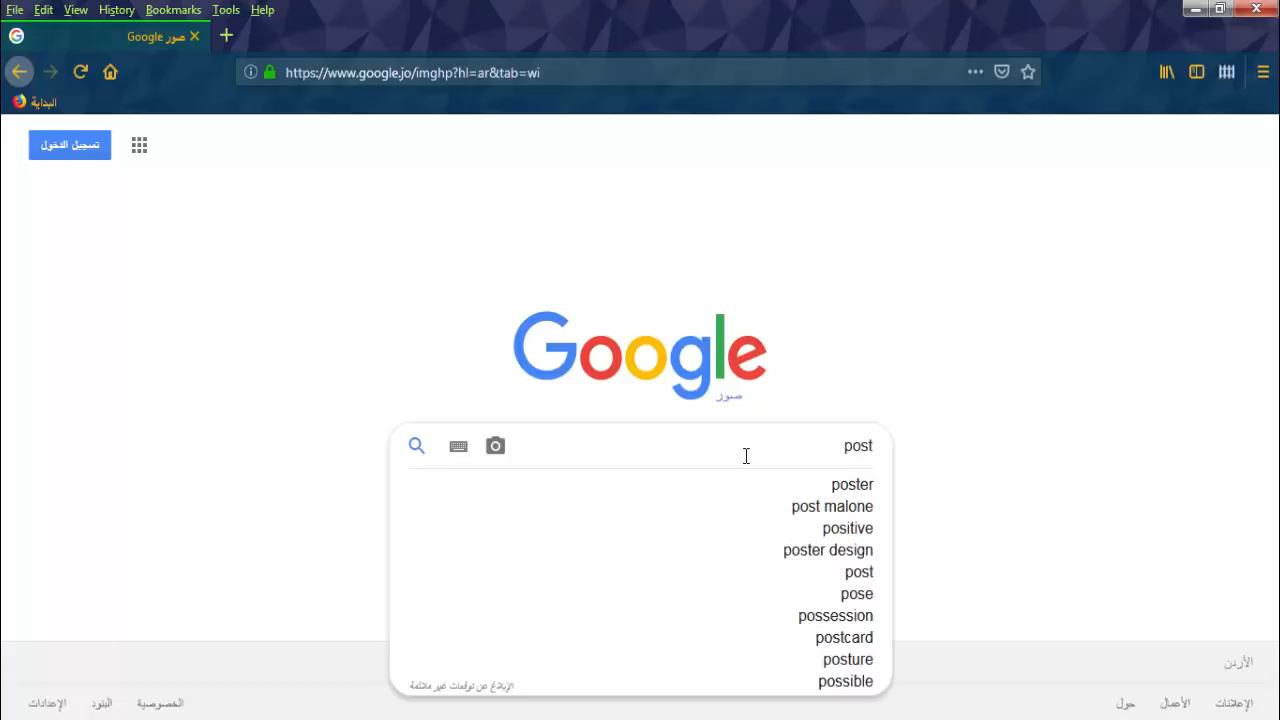 File Edit View History Bookmarks Tools Help
صور Google
https://www.google.jo/imghp?hl=ar&tab=wi
البداية
تسجيل الدخول
Google
صور
post
poster
post malone
positive
poster design
post
pose
possession
postcard
posture
possible
الإبلاغ عن توقعات غير ملائمة
الأردن
الإعلانات الأعمال حول الخصوصية البنود الإعدادات